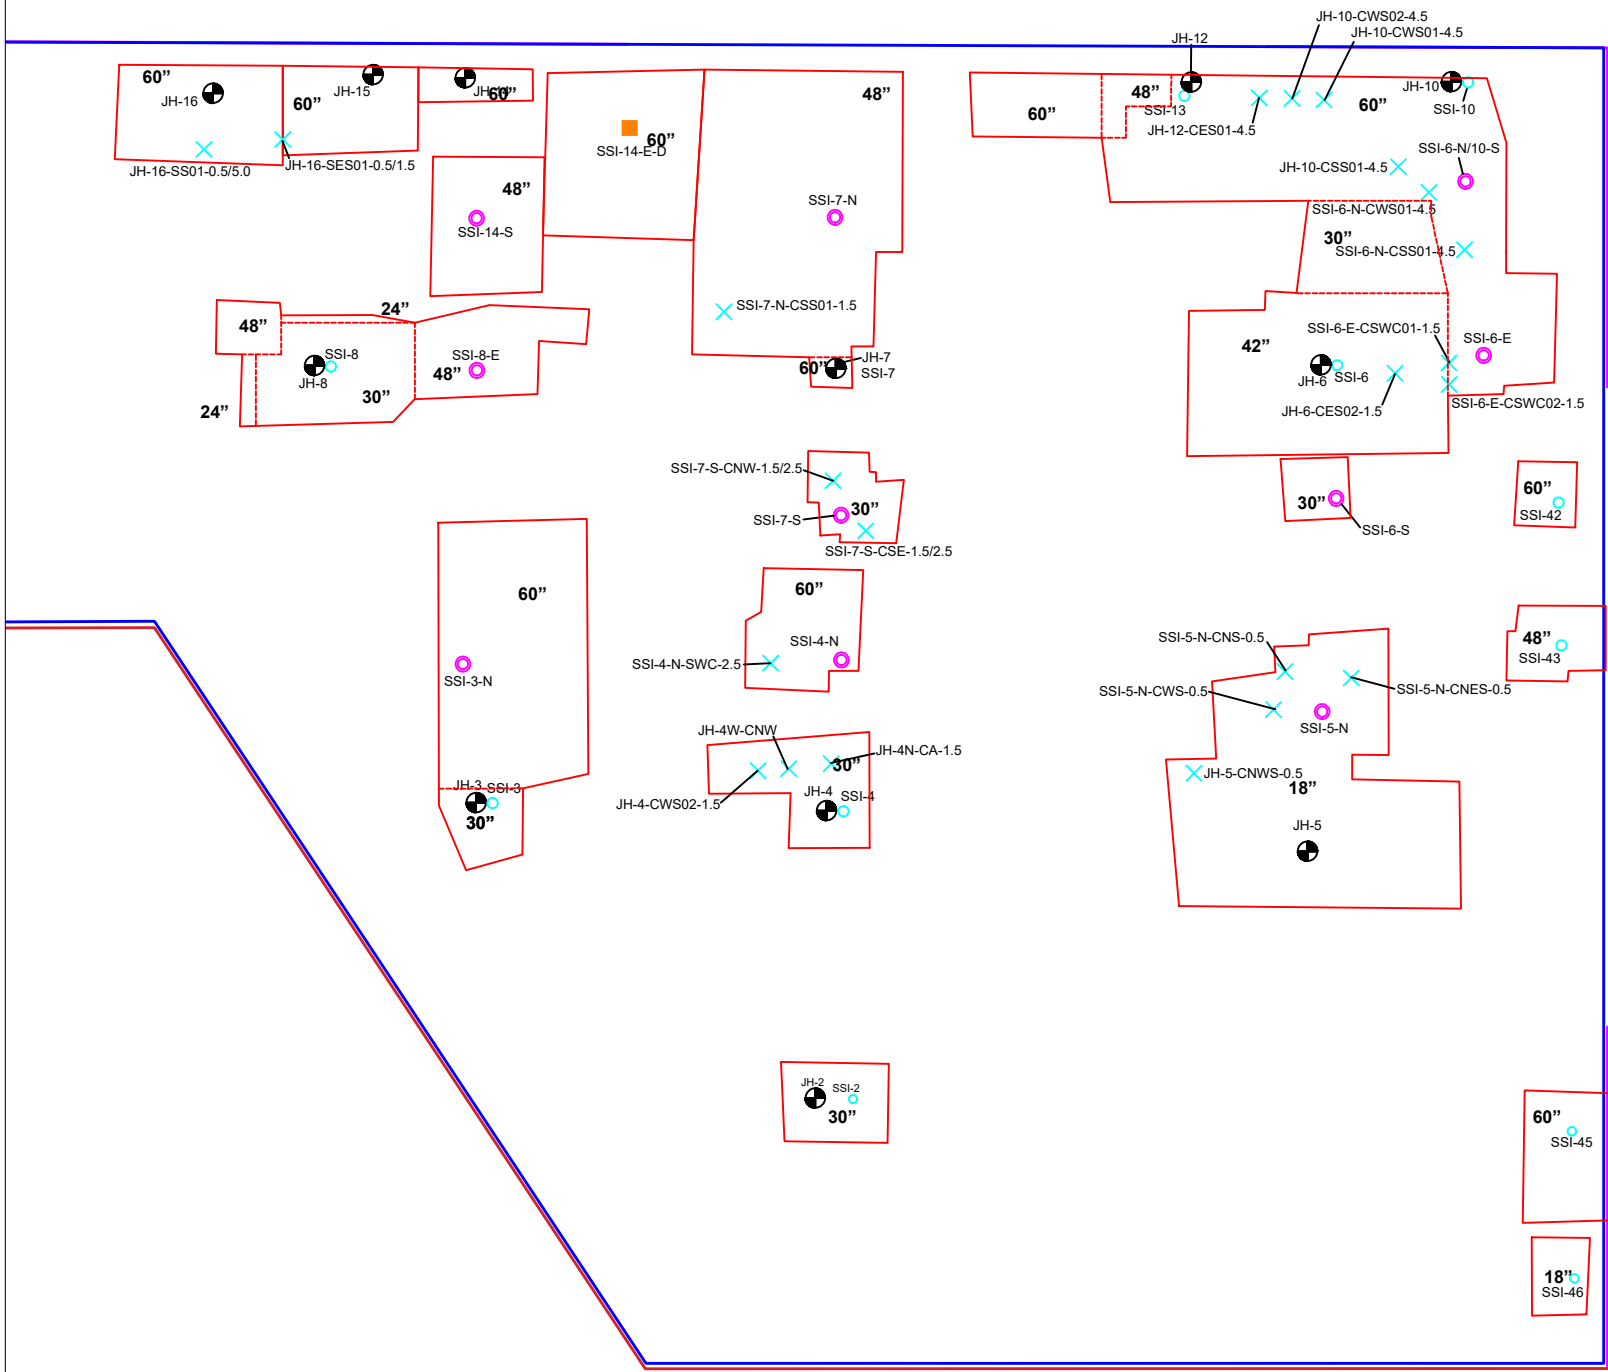 JH-10-CWS02-4.5
JH-10-CWS01-4.5
JH-12
60”
JH-16
60”
JH-15
JH-14
60”
60”
SSI-14-E-D
48”
60”
48”
SSI-13
JH-12-CES01-4.5
60”
JH-10
SSI-10
JH-16-SS01-0.5/5.0
JH-16-SES01-0.5/1.5
SSI-6-N/10-S
JH-10-CSS01-4.5
48”
SSI-14-S
SSI-7-N
SSI-6-N-CWS01-4.5
30”
SSI-6-N-CSS01-4.5
SSI-7-N-CSS01-1.5
24”
48”
SSI-8
JH-8
30”
24”
SSI-8-E
48”
JH-7
60”
SSI-7
SSI-6-E-CSWC01-1.5
42”
SSI-6-E
JH-6
SSI-6
JH-6-CES02-1.5
SSI-6-E-CSWC02-1.5
SSI-7-S-CNW-1.5/2.5
30”
SSI-7-S
SSI-7-S-CSE-1.5/2.5
30”
SSI-6-S
60”
SSI-42
60”
SSI-3-N
60”
SSI-4-N
SSI-4-N-SWC-2.5
48”
SSI-43
SSI-5-N-CNS-0.5
SSI-5-N-CWS-0.5
SSI-5-N-CNES-0.5
SSI-5-N
JH-5-CNWS-0.5
18”
JH-5
JH-4W-CNW
JH-4N-CA-1.5
30”
JH-4-CWS02-1.5
JH-4
SSI-4
JH-3
SSI-3
30”
JH-2
SSI-2
30”
60”
SSI-45
18”
SSI-46